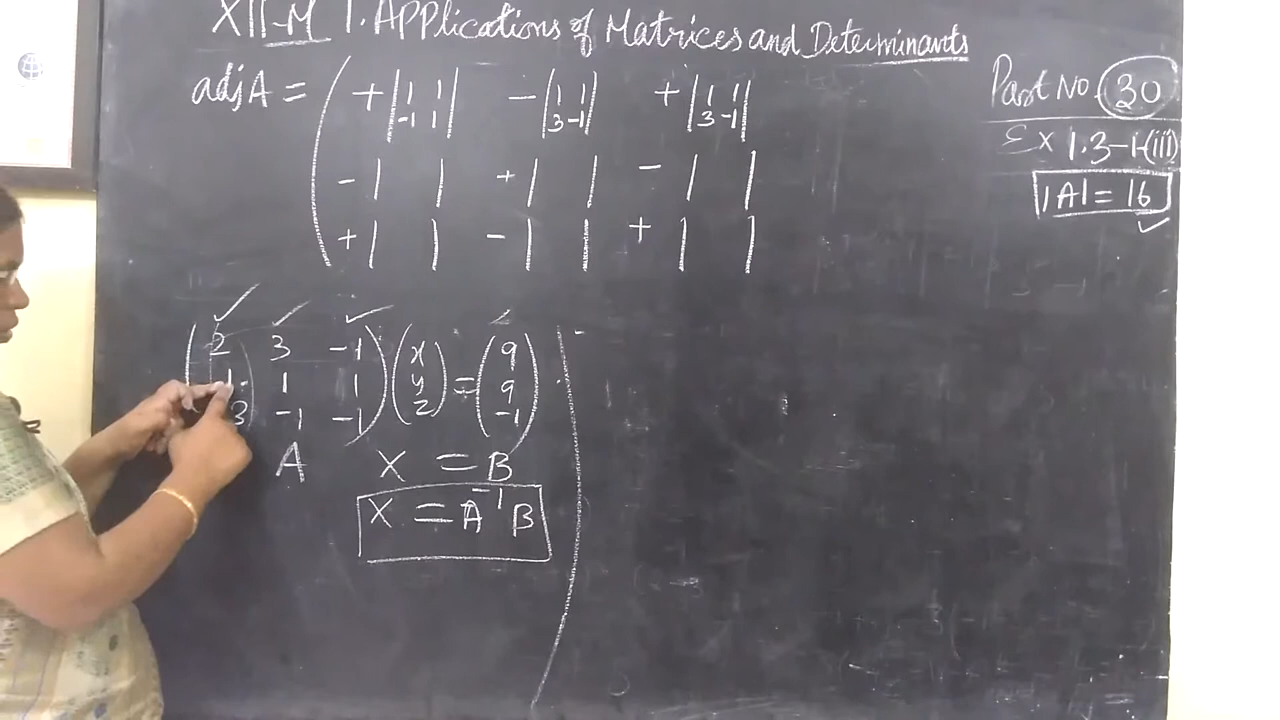 XII-M 1. Applications of Matrices and Determinants
Part No. 30
Ex 1.3-1-(iii)
|A| = 16
adj A = ( +|1 1| -|1 1| +|1 1|
|-1 1| |3 -1| |3 -1|
-| | +| | -| |
+| | -| | +| |
(2 3 -1) (x) = (9)
(1 1 1) (y) = (9)
(3 -1 -1) (z) (-1)
A X = B
X = A⁻¹B